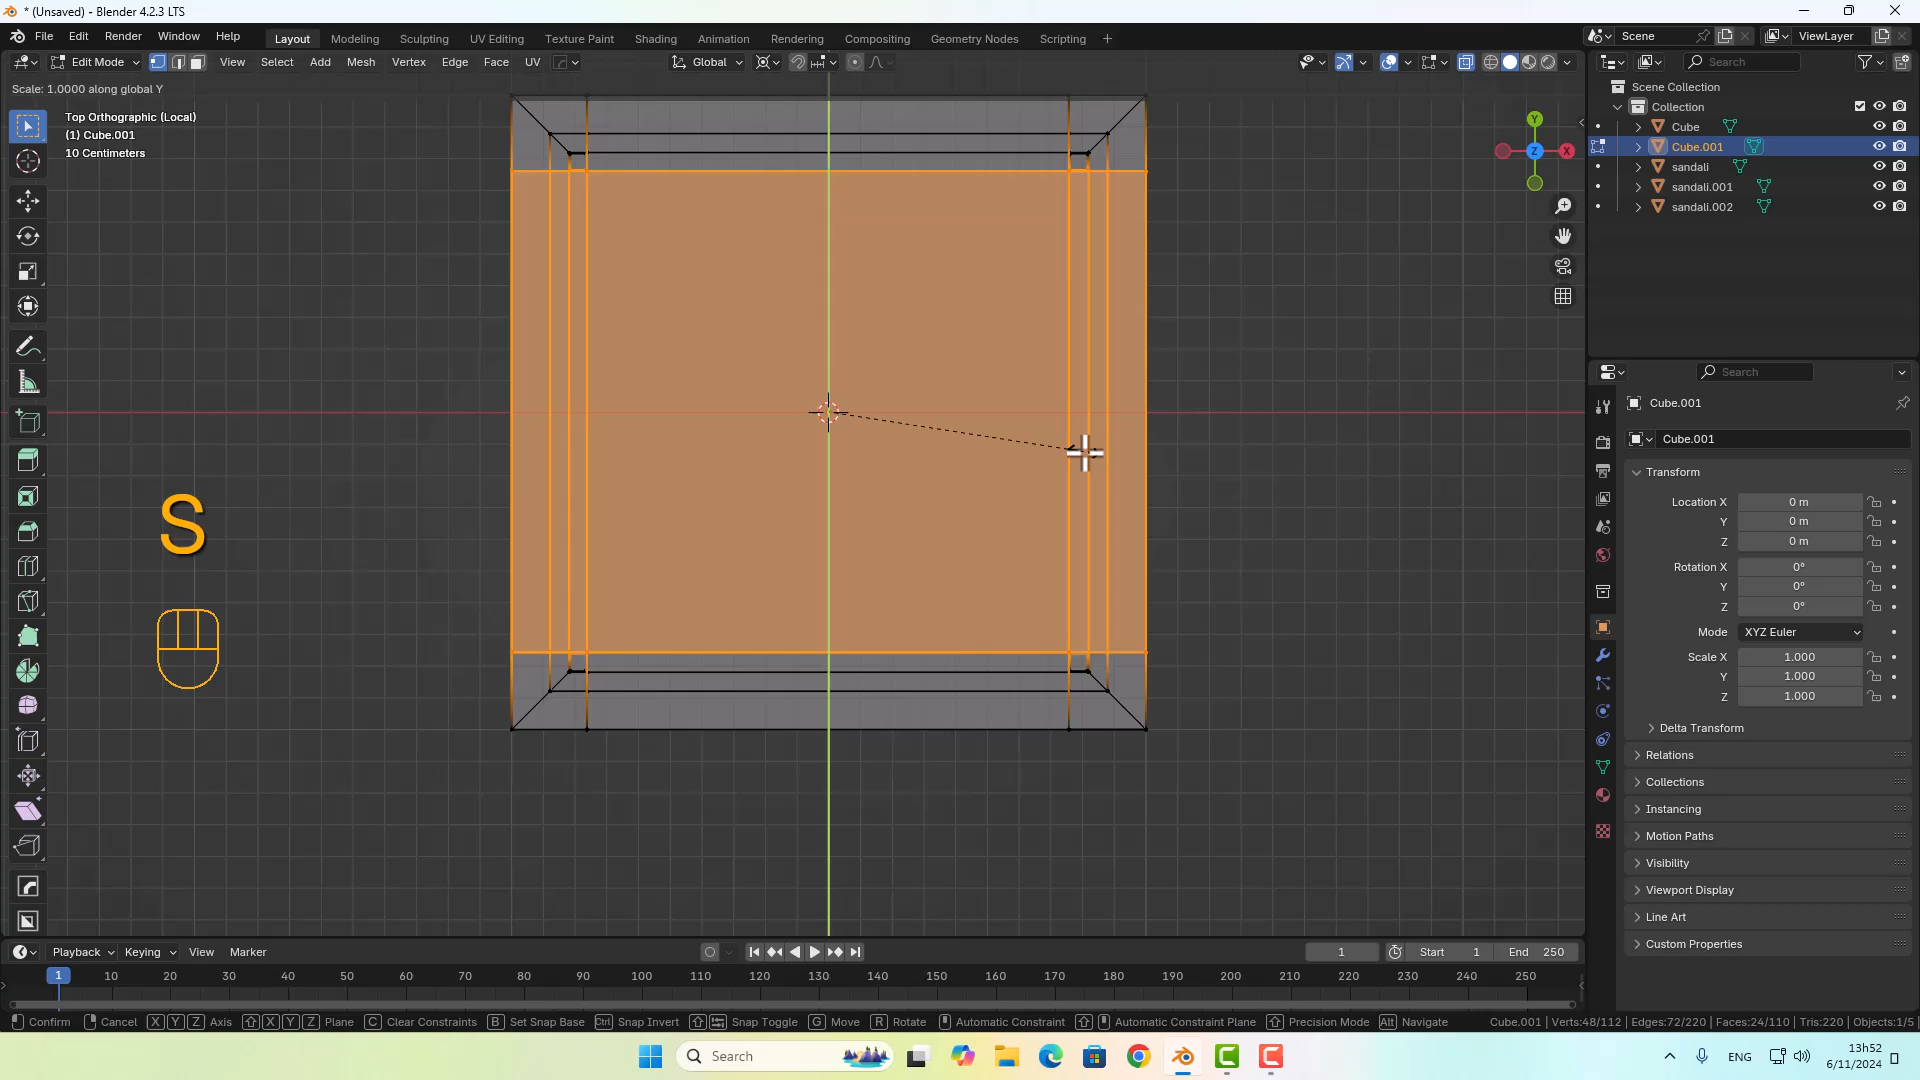 * (Unsaved) - Blender 4.2.3 LTS
File Edit Render Window Help
Layout Modeling Sculpting UV Editing Texture Paint Shading Animation Rendering Compositing Geometry Nodes Scripting +
Scene
ViewLayer
Edit Mode
View Select Add Mesh Vertex Edge Face UV
Global
Search
Scale: 1.0000 along global Y
Top Orthographic (Local)
(1) Cube.001
10 Centimeters
Y
Z
X
Scene Collection
Collection
Cube
Cube.001
sandali
sandali.001
sandali.002
Search
Cube.001
Cube.001
Transform
Location X 0 m
Y 0 m
Z 0 m
Rotation X 0°
Y 0°
Z 0°
Mode XYZ Euler
Scale X 1.000
Y 1.000
Z 1.000
Delta Transform
Relations
Collections
Instancing
Motion Paths
Visibility
Viewport Display
Line Art
Custom Properties
S
Playback Keying View Marker
1 Start 1 End 250
1 10 20 30 40 50 60 70 80 90 100 110 120 130 140 150 160 170 180 190 200 210 220 230 240 250
Confirm Cancel X Y Z Axis X Y Z Plane C Clear Constraints B Set Snap Base Ctrl Snap Invert Snap Toggle G Move R Rotate Automatic Constraint Automatic Constraint Plane Precision Mode Alt Navigate Cube.001 | Verts:48/112 | Edges:72/220 | Faces:24/110 | Tris:220 | Objects:1/5
Search
ENG
13h52
6/11/2024